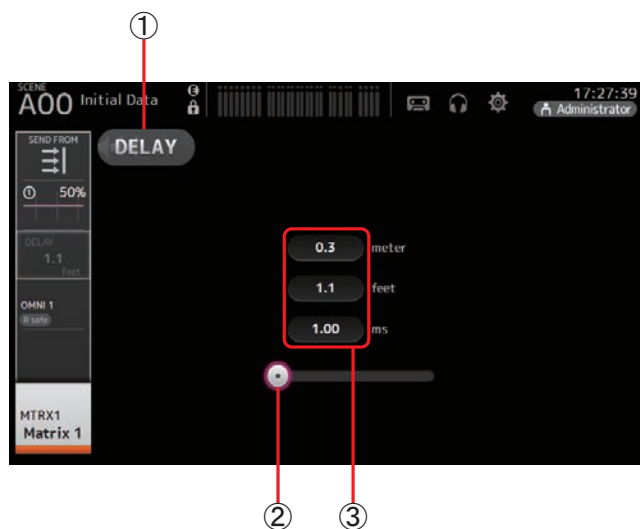 ①
SCENE
A00 Initial Data
E
17:27:39
Administrator
SEND FROM
① 50%
DELAY
1.1
feet
OMNI 1
R safe
MTRX1
Matrix 1
DELAY
0.3 meter
1.1 feet
1.00 ms
② ③